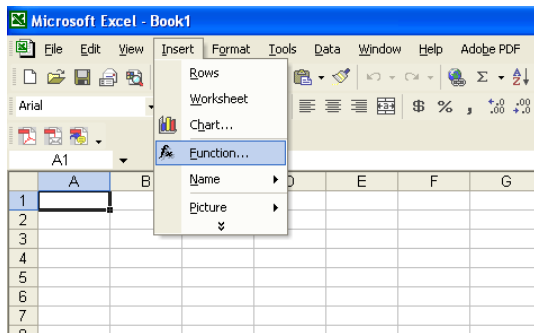 Microsoft Excel - Book1
File Edit View Insert Format Tools Data Window Help Adobe PDF
Arial
$ % ,
A1
Rows
Worksheet
Chart...
Function...
Name
Picture
A B D E F G
1
2
3
4
5
6
7